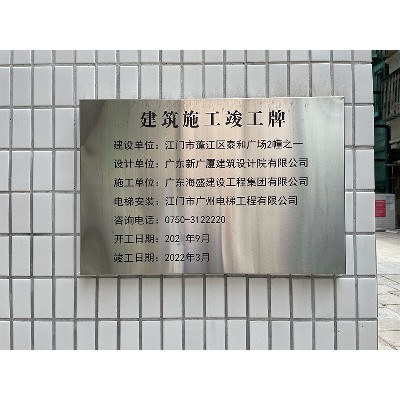 建筑施工竣工牌
建设单位：江门市蓬江区泰和广场2幢之一
设计单位：广东新广厦建筑设计院有限公司
施工单位：广东海盛建设工程集团有限公司
电梯安装：江门市广州电梯工程有限公司
咨询电话：0750-3122220
开工日期：202 年9月
竣工日期：2022年3月